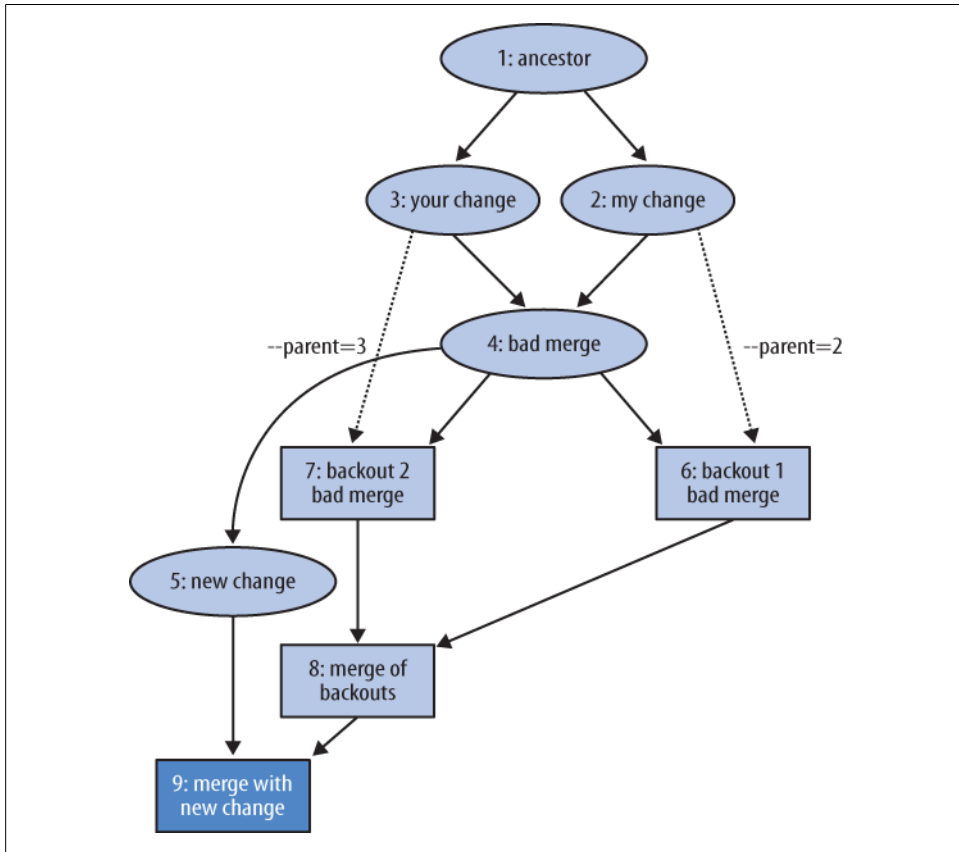 1: ancestor
3: your change
2: my change
--parent=3
4: bad merge
--parent=2
7: backout 2
bad merge
6: backout 1
bad merge
5: new change
8: merge of
backouts
9: merge with
new change